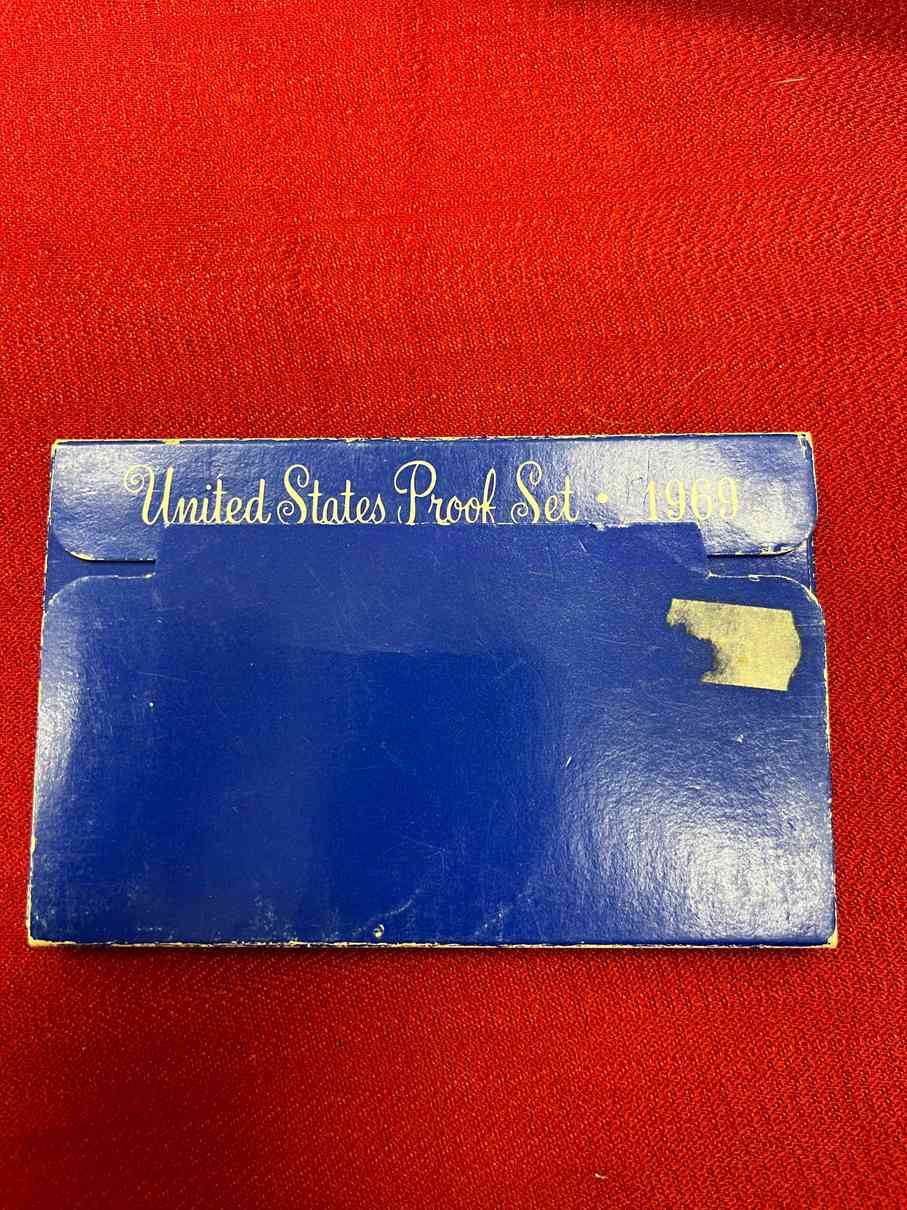 United States Proof Set • 1969